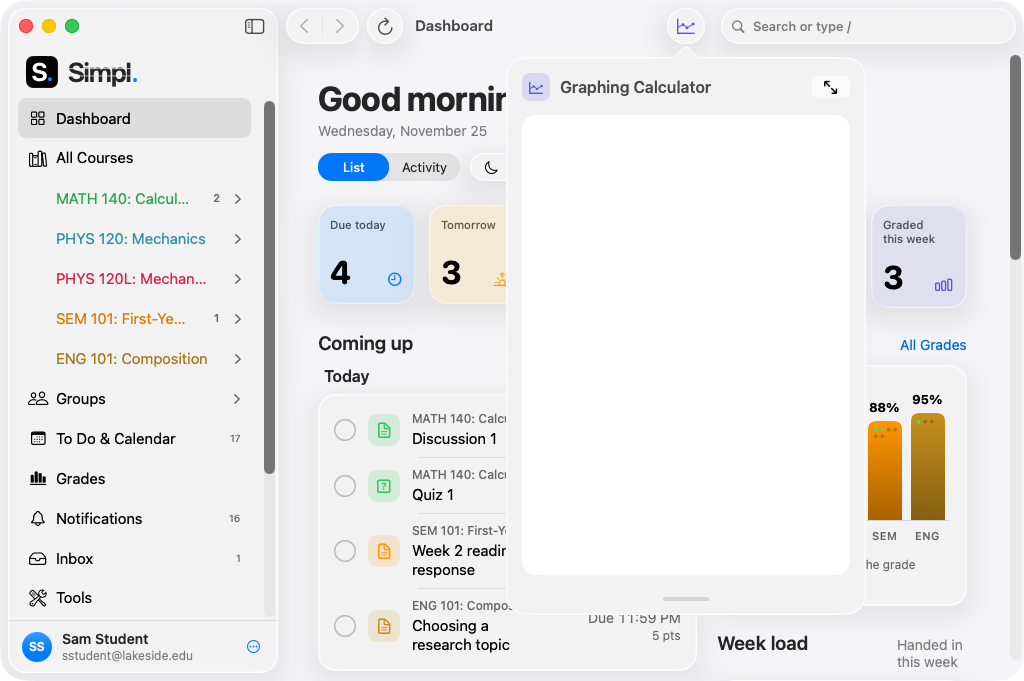 S.
Simpl.
Dashboard
All Courses
MATH 140: Calcul... 2
PHYS 120: Mechanics
PHYS 120L: Mechan...
SEM 101: First-Ye... 1
ENG 101: Composition
Groups
To Do & Calendar 17
Grades
Notifications 16
Inbox 1
Tools
SS
Sam Student
sstudent@lakeside.edu
Dashboard
Search or type /
Good mornin
Wednesday, November 25
List
Activity
Due today
4
Tomorrow
3
Graded
this week
3
Coming up
Today
MATH 140: Calcu
Discussion 1
MATH 140: Calcu
Quiz 1
SEM 101: First-Ye
Week 2 readin
response
ENG 101: Compos
Choosing a
research topic
Due 11:59 PM
5 pts
Graphing Calculator
All Grades
88% 95%
SEM ENG
he grade
Week load
Handed in
this week